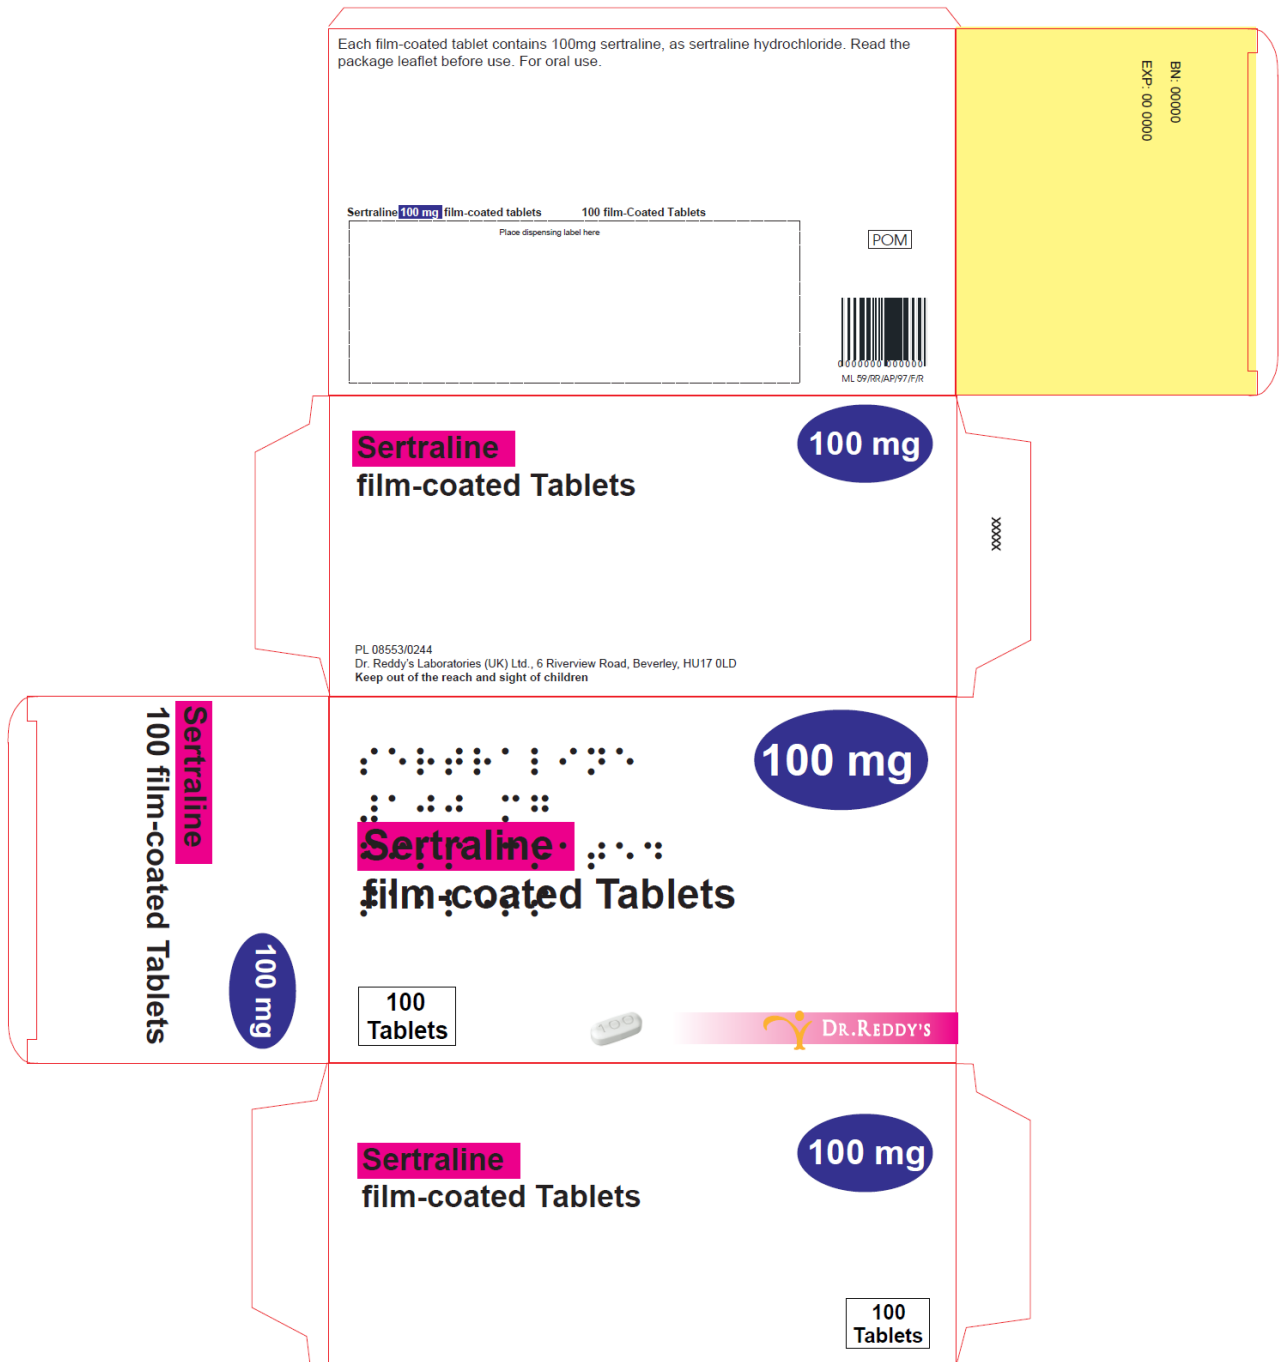 Each film-coated tablet contains 100mg sertraline, as sertraline hydrochloride. Read the
package leaflet before use. For oral use.
BN: 00000
EXP: 00 0000
Sertraline 100 mg film-coated tablets 100 film-Coated Tablets
Place dispensing label here
POM
0000000 000000
ML 59/RR/AP/97/F/R
Sertraline
film-coated Tablets
100 mg
XXXXX
PL 08553/0244
Dr. Reddy's Laboratories (UK) Ltd., 6 Riverview Road, Beverley, HU17 0LD
Keep out of the reach and sight of children
Sertraline
100 film-coated Tablets
100 mg
⠎⠑⠗⠞⠗⠁⠇⠊⠝⠑
100 mg
Sertraline
film-coated Tablets
100
Tablets
100
DR.REDDY'S
Sertraline
film-coated Tablets
100 mg
100
Tablets